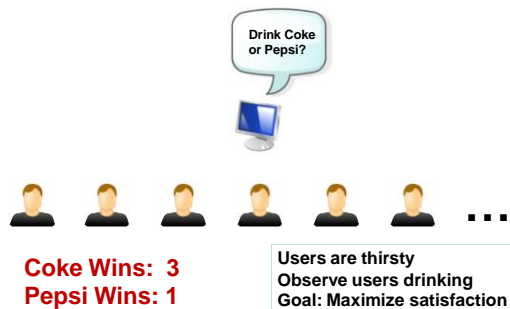 Drink Coke
or Pepsi?
...
Coke Wins: 3
Pepsi Wins: 1
Users are thirsty
Observe users drinking
Goal: Maximize satisfaction